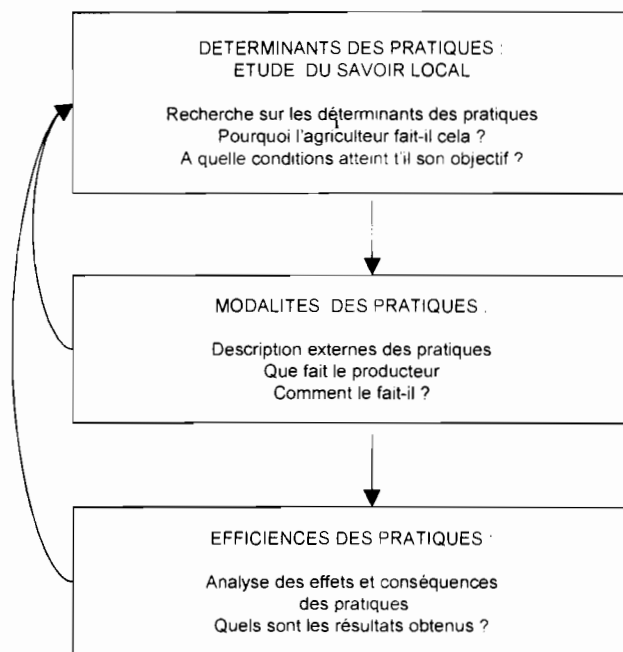 DETERMINANTS DES PRATIQUES :
ETUDE DU SAVOIR LOCAL
Recherche sur les déterminants des pratiques
Pourquoi l'agriculteur fait-il cela ?
A quelle conditions atteint t'il son objectif ?
MODALITES DES PRATIQUES :
Description externes des pratiques
Que fait le producteur
Comment le fait-il ?
EFFICIENCES DES PRATIQUES :
Analyse des effets et conséquences
des pratiques
Quels sont les résultats obtenus ?